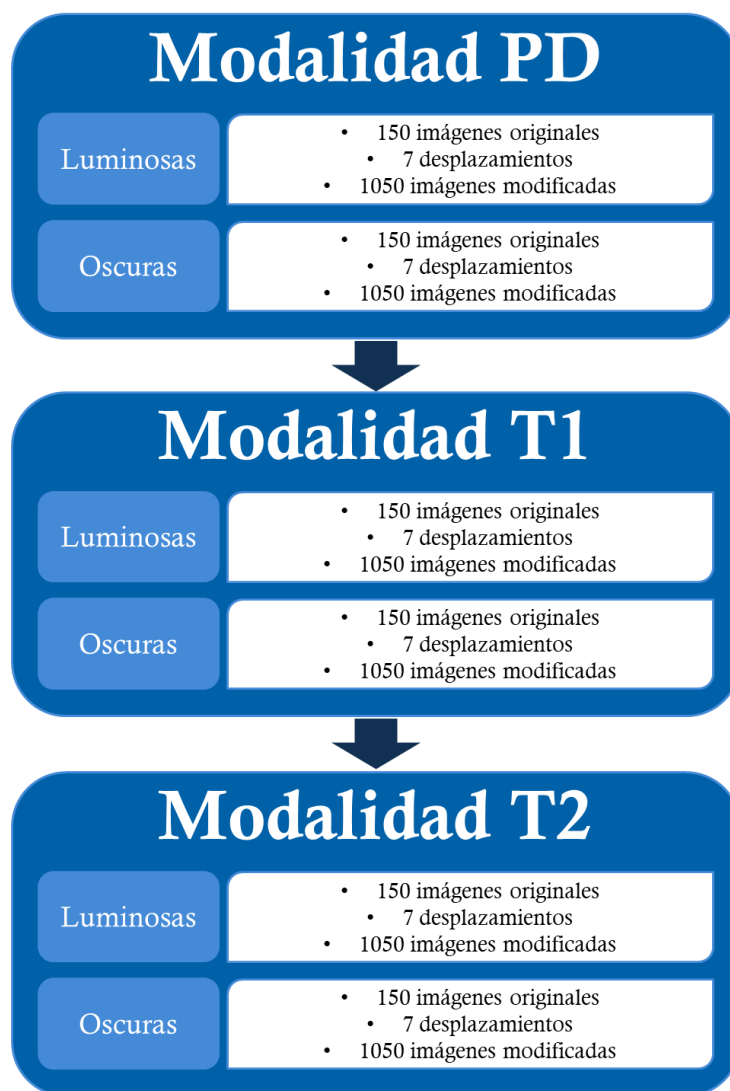 Modalidad PD
Luminosas
• 150 imágenes originales
• 7 desplazamientos
• 1050 imágenes modificadas
Oscuras
• 150 imágenes originales
• 7 desplazamientos
• 1050 imágenes modificadas
Modalidad T1
Luminosas
• 150 imágenes originales
• 7 desplazamientos
• 1050 imágenes modificadas
Oscuras
• 150 imágenes originales
• 7 desplazamientos
• 1050 imágenes modificadas
Modalidad T2
Luminosas
• 150 imágenes originales
• 7 desplazamientos
• 1050 imágenes modificadas
Oscuras
• 150 imágenes originales
• 7 desplazamientos
• 1050 imágenes modificadas